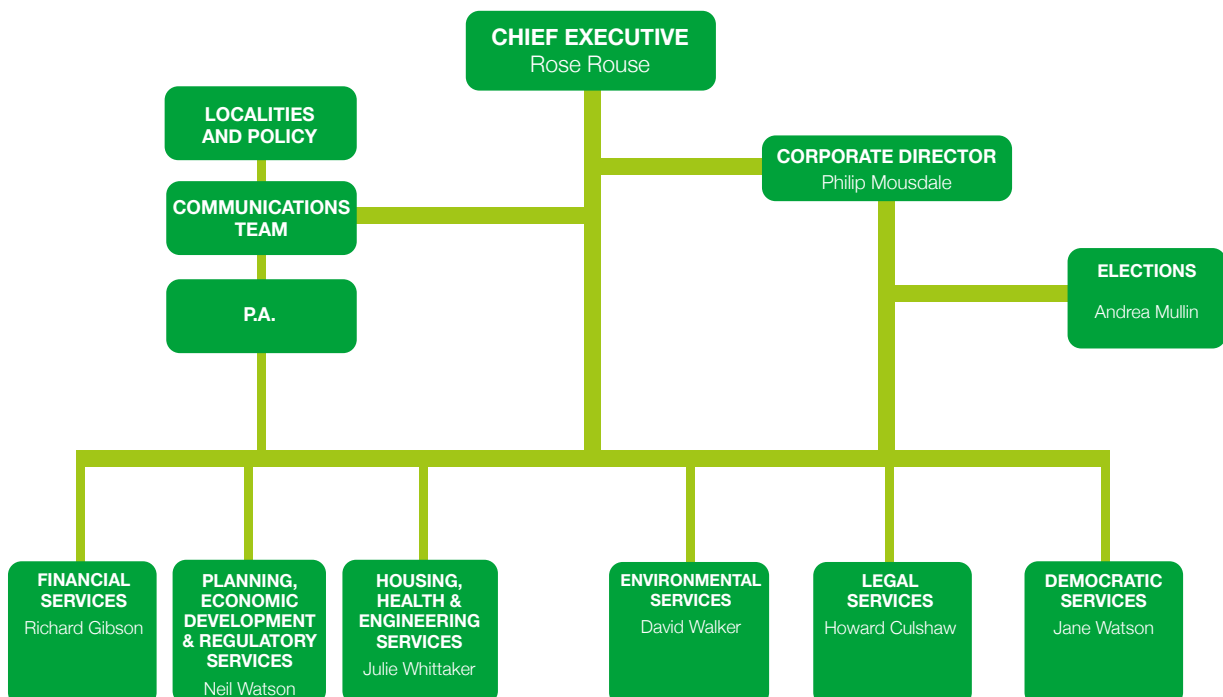 CHIEF EXECUTIVE
Rose Rouse
LOCALITIES
AND POLICY
CORPORATE DIRECTOR
Philip Mousdale
COMMUNICATIONS
TEAM
ELECTIONS
Andrea Mullin
P.A.
FINANCIAL
SERVICES
Richard Gibson
PLANNING,
ECONOMIC
DEVELOPMENT
& REGULATORY
SERVICES
Neil Watson
HOUSING,
HEALTH &
ENGINEERING
SERVICES
Julie Whittaker
ENVIRONMENTAL
SERVICES
David Walker
LEGAL
SERVICES
Howard Culshaw
DEMOCRATIC
SERVICES
Jane Watson